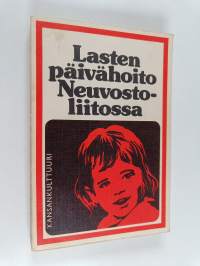 Lasten
päivähoito
Neuvosto-
liitossa
KANSANKULTTUURI